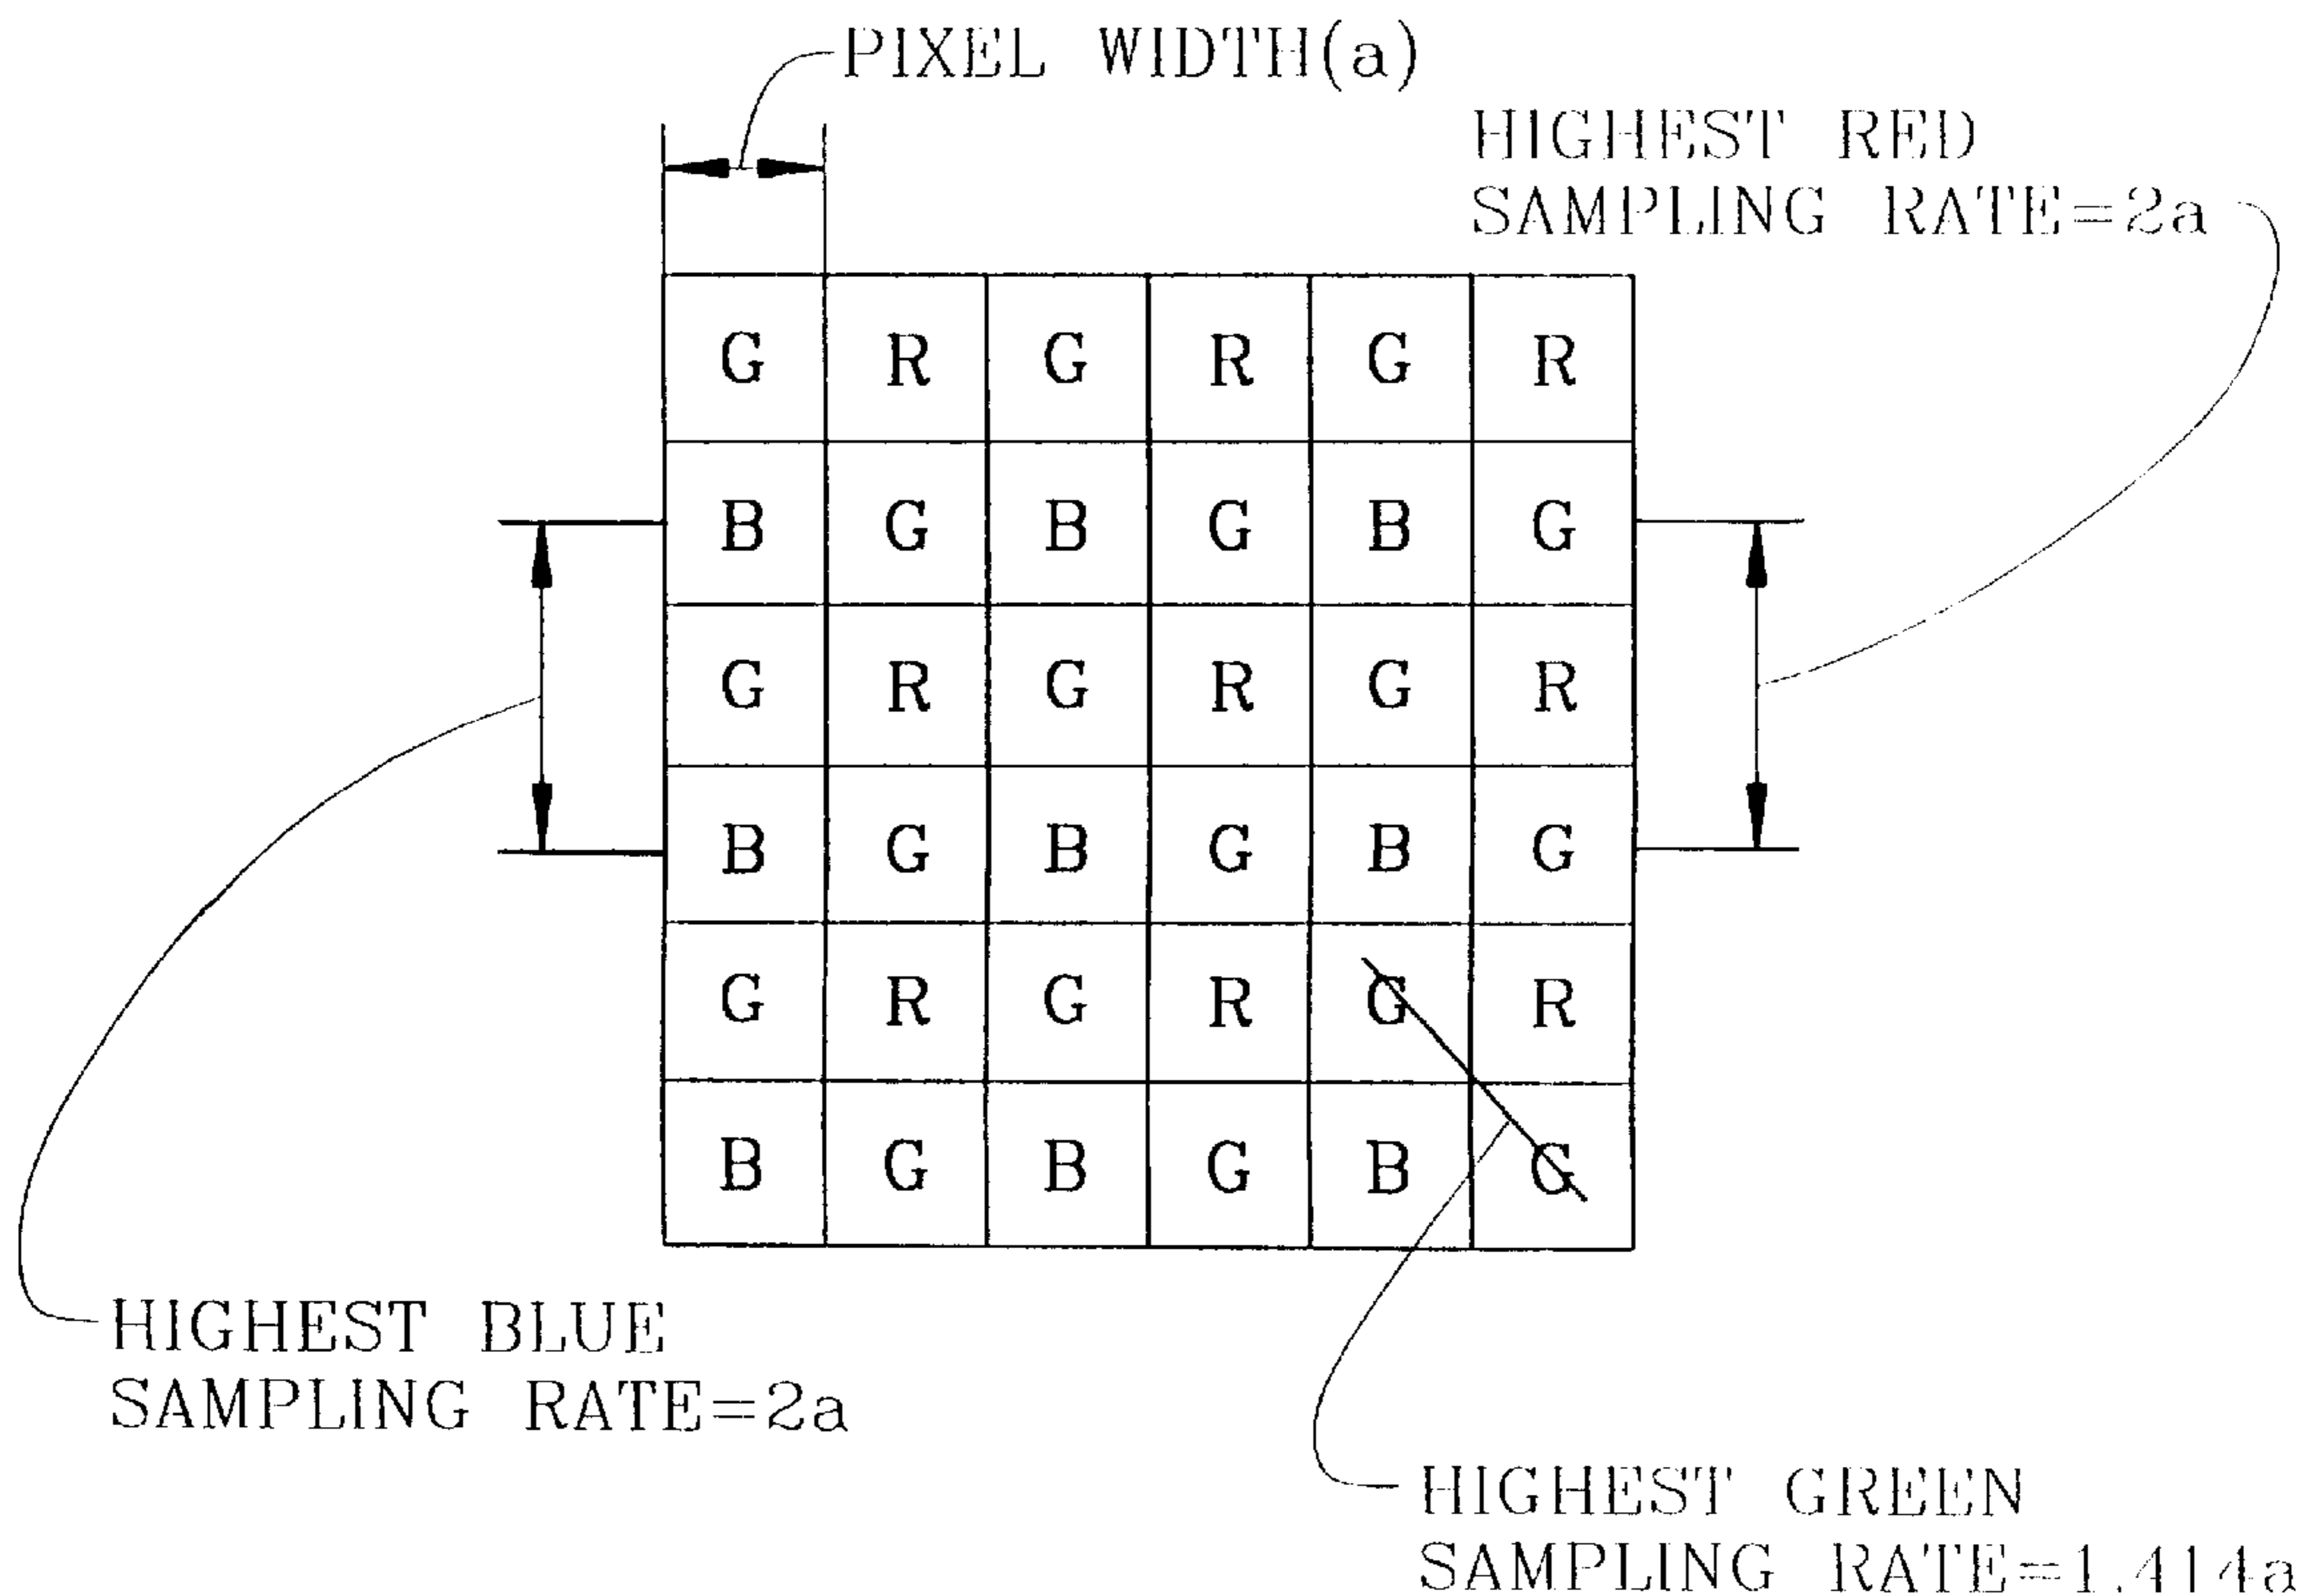 PIXEL WIDTH(a)
HIGHEST RED
SAMPLING RATE=2a
G R G R G R
B G B G B G
G R G R G R
B G B G B G
G R G R G R
B G B G B G
HIGHEST BLUE
SAMPLING RATE=2a
HIGHEST GREEN
SAMPLING RATE=1.414a